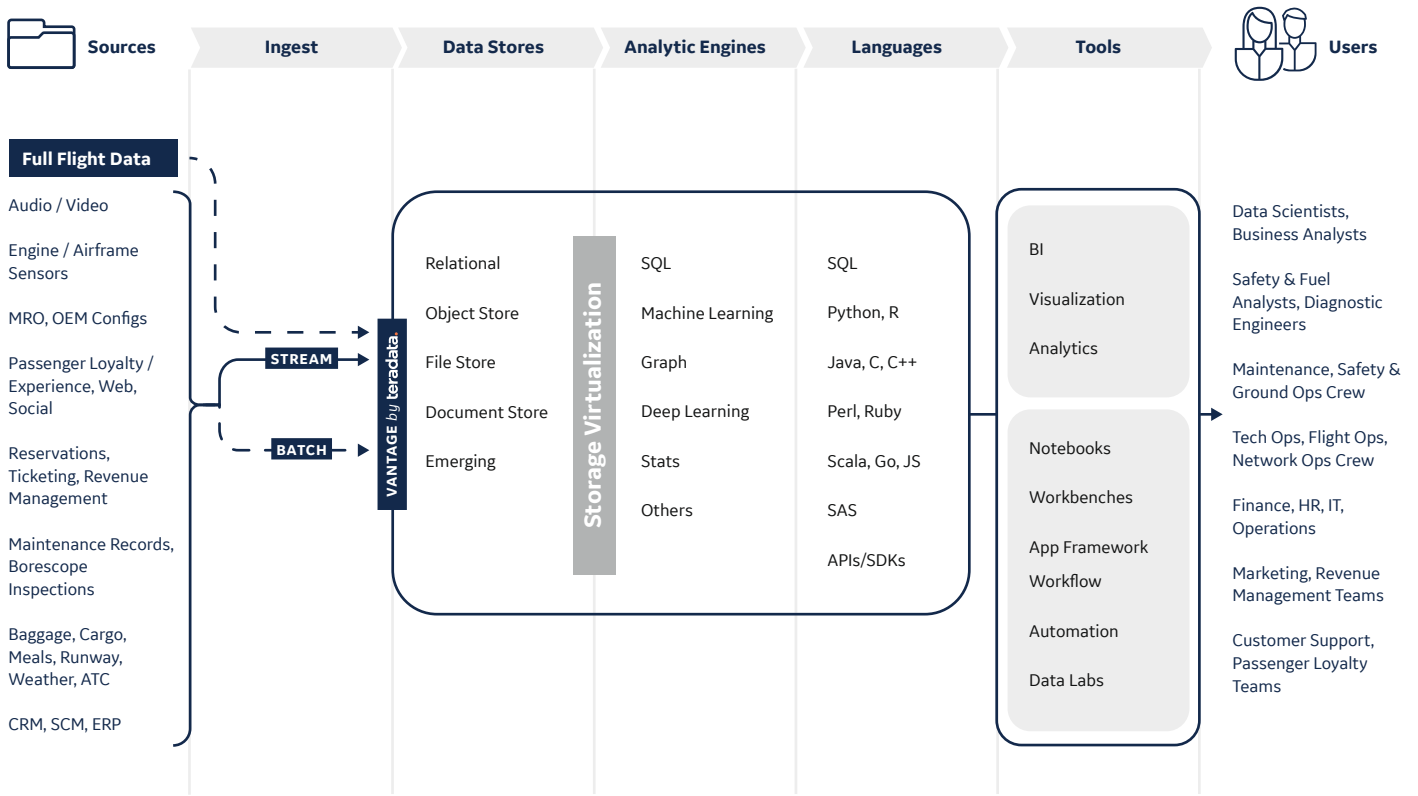 Sources
Ingest
Data Stores
Analytic Engines
Languages
Tools
Users
Full Flight Data
Audio / Video
Engine / Airframe
Sensors
MRO, OEM Configs
Passenger Loyalty /
Experience, Web,
Social
Reservations,
Ticketing, Revenue
Management
Maintenance Records,
Borescope
Inspections
Baggage, Cargo,
Meals, Runway,
Weather, ATC
CRM, SCM, ERP
STREAM
BATCH
VANTAGE by teradata.
Relational
Object Store
File Store
Document Store
Emerging
Storage Virtualization
SQL
Machine Learning
Graph
Deep Learning
Stats
Others
SQL
Python, R
Java, C, C++
Perl, Ruby
Scala, Go, JS
SAS
APIs/SDKs
BI
Visualization
Analytics
Notebooks
Workbenches
App Framework
Workflow
Automation
Data Labs
Data Scientists,
Business Analysts
Safety & Fuel
Analysts, Diagnostic
Engineers
Maintenance, Safety &
Ground Ops Crew
Tech Ops, Flight Ops,
Network Ops Crew
Finance, HR, IT,
Operations
Marketing, Revenue
Management Teams
Customer Support,
Passenger Loyalty
Teams